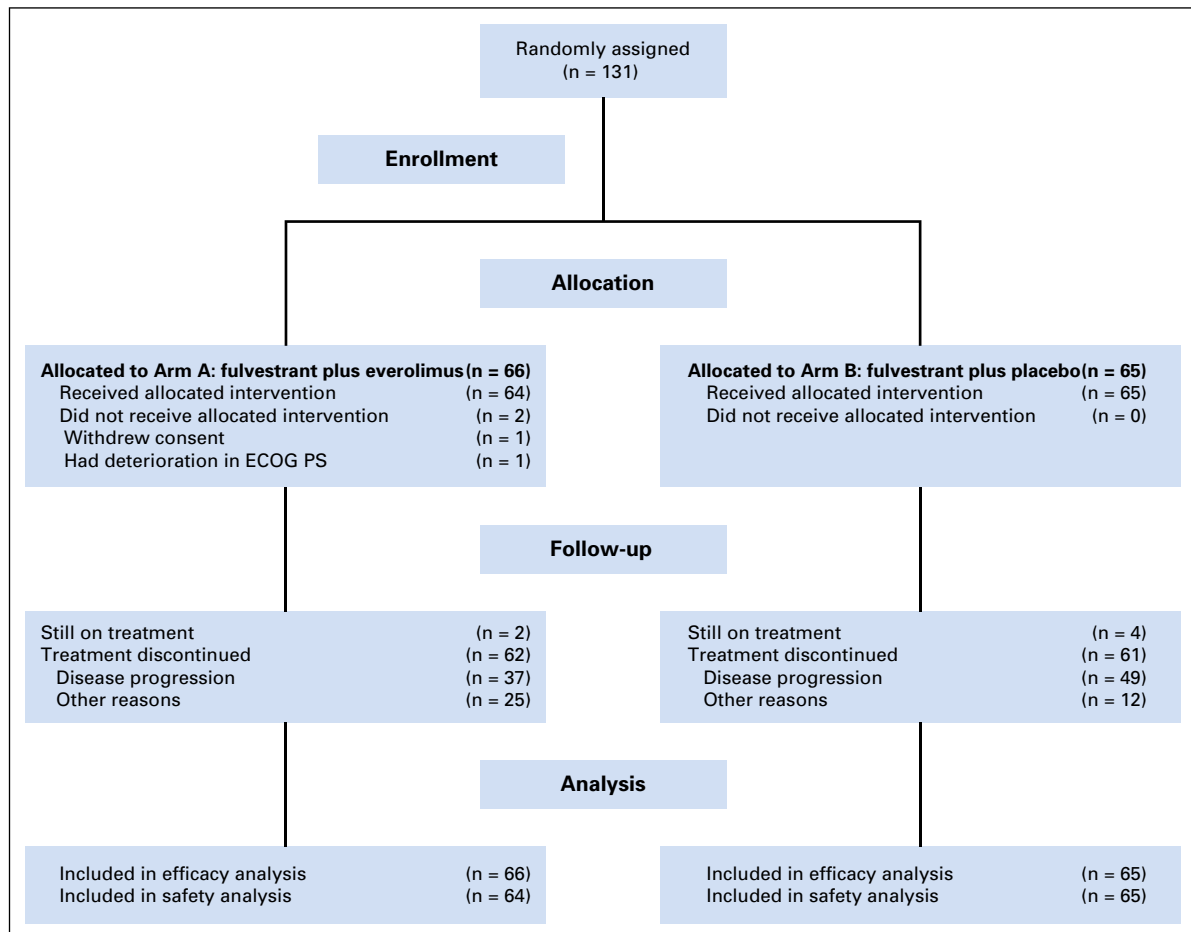 Randomly assigned
(n = 131)
Enrollment
Allocation
Allocated to Arm A: fulvestrant plus everolimus (n = 66)
Received allocated intervention (n = 64)
Did not receive allocated intervention (n = 2)
Withdrew consent (n = 1)
Had deterioration in ECOG PS (n = 1)
Allocated to Arm B: fulvestrant plus placebo (n = 65)
Received allocated intervention (n = 65)
Did not receive allocated intervention (n = 0)
Follow-up
Still on treatment (n = 2)
Treatment discontinued (n = 62)
Disease progression (n = 37)
Other reasons (n = 25)
Still on treatment (n = 4)
Treatment discontinued (n = 61)
Disease progression (n = 49)
Other reasons (n = 12)
Analysis
Included in efficacy analysis (n = 66)
Included in safety analysis (n = 64)
Included in efficacy analysis (n = 65)
Included in safety analysis (n = 65)